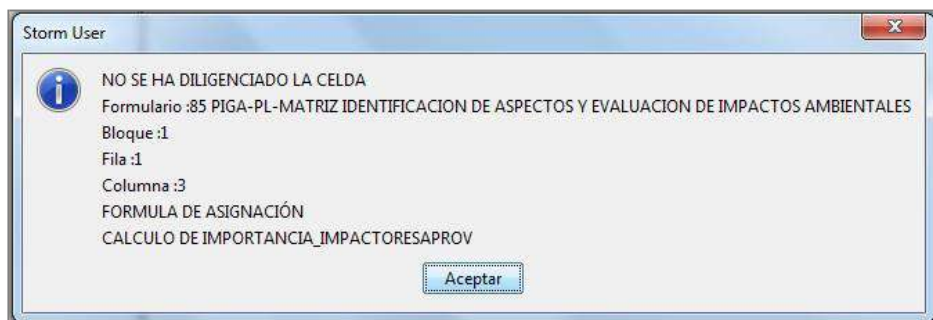 Storm User
NO SE HA DILIGENCIADO LA CELDA
Formulario :85 PIGA-PL-MATRIZ IDENTIFICACION DE ASPECTOS Y EVALUACION DE IMPACTOS AMBIENTALES
Bloque :1
Fila :1
Columna :3
FORMULA DE ASIGNACIÓN
CALCULO DE IMPORTANCIA_IMPACTORESAPROV
Aceptar